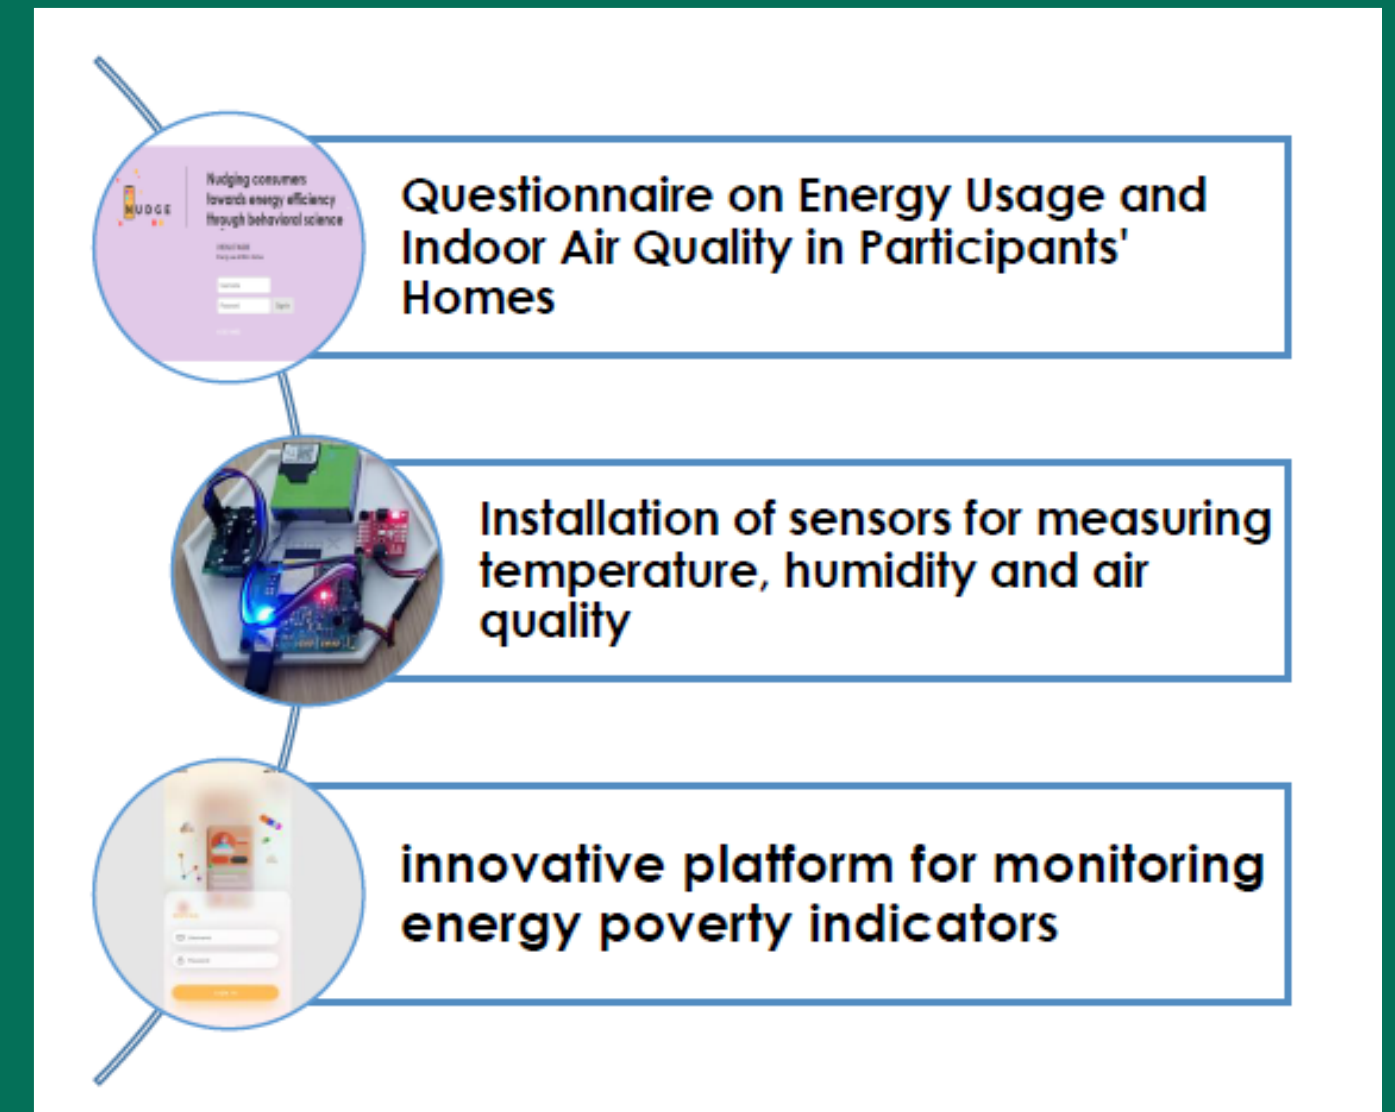 NUDGE
Nudging consumers
towards energy efficiency
through behavioral science
Questionnaire on Energy Usage and
Indoor Air Quality in Participants'
Homes
Installation of sensors for measuring
temperature, humidity and air
quality
innovative platform for monitoring
energy poverty indicators